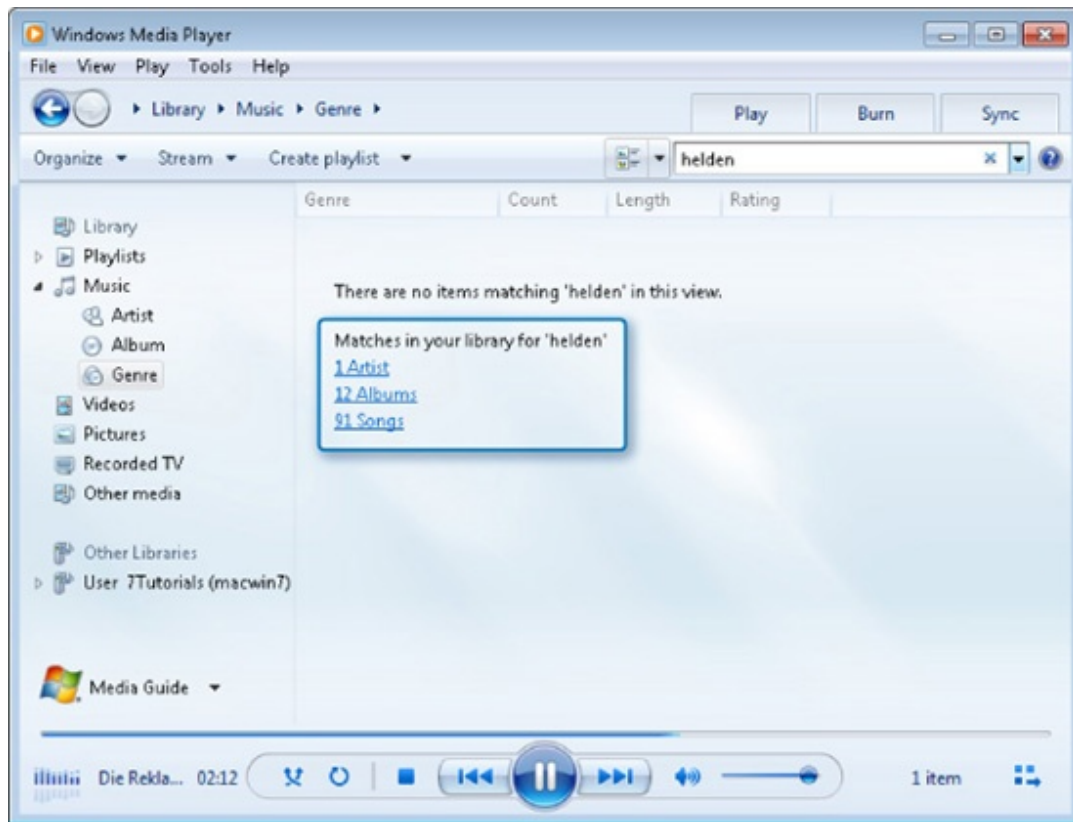 Windows Media Player
File View Play Tools Help
Library Music Genre
Play Burn Sync
Organize Stream Create playlist
helden
Genre Count Length Rating
Library
Playlists
Music
Artist
Album
Genre
Videos
Pictures
Recorded TV
Other media
Other Libraries
User 7Tutorials (macwin7)
There are no items matching 'helden' in this view.
Matches in your library for 'helden'
1 Artist
12 Albums
91 Songs
Media Guide
Die Rekla... 02:12
1 item